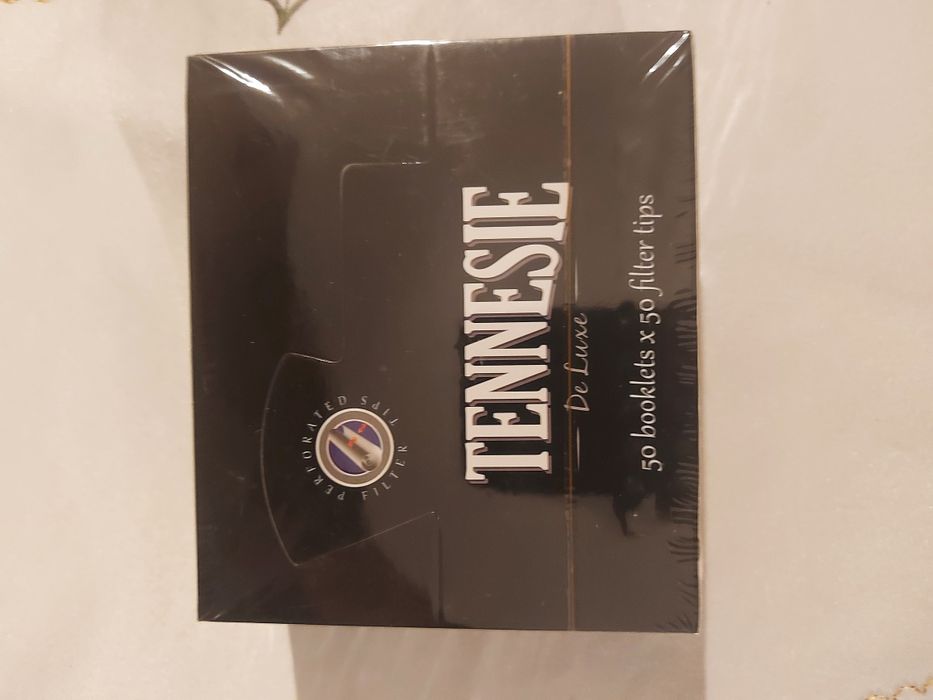 PERFORATED FILTER TIPS
TENNESIE
De Luxe
50 booklets x 50 filter tips